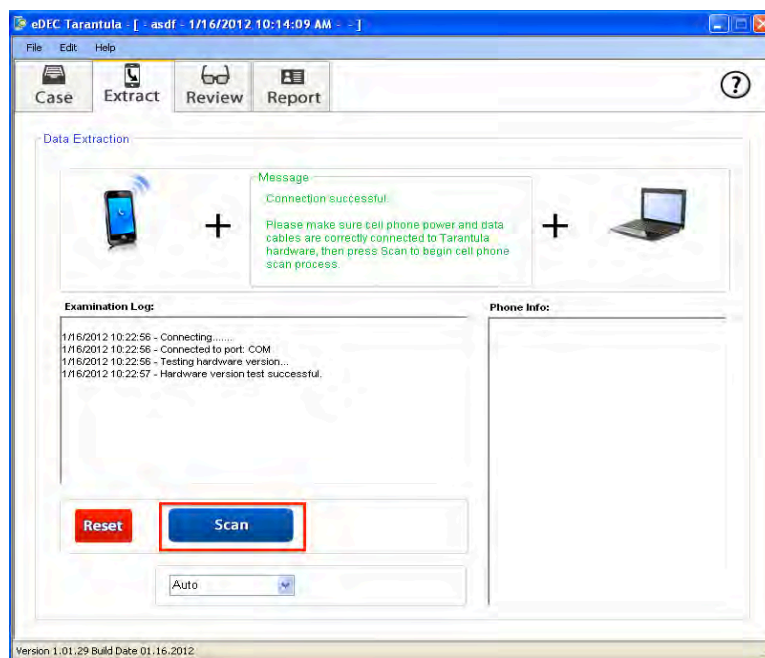 eDEC Tarantula - [ - asdf - 1/16/2012 10:14:09 AM - - ]
File Edit Help
Case Extract Review Report
?
Data Extraction
Message
Connection successful.
Please make sure cell phone power and data
cables are correctly connected to Tarantula
hardware, then press Scan to begin cell phone
scan process.
+ +
Examination Log:
Phone Info:
1/16/2012 10:22:56 - Connecting.......
1/16/2012 10:22:56 - Connected to port: COM
1/16/2012 10:22:56 - Testing hardware version...
1/16/2012 10:22:57 - Hardware version test successful.
Reset Scan
Auto
Version 1.01.29 Build Date 01.16.2012